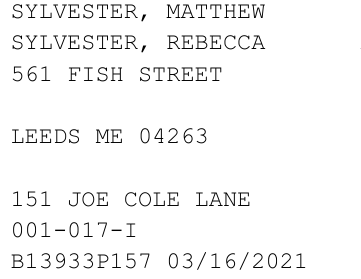 SYLVESTER, MATTHEW
SYLVESTER, REBECCA
561 FISH STREET
LEEDS ME 04263
151 JOE COLE LANE
001-017-I
B13933P157 03/16/2021